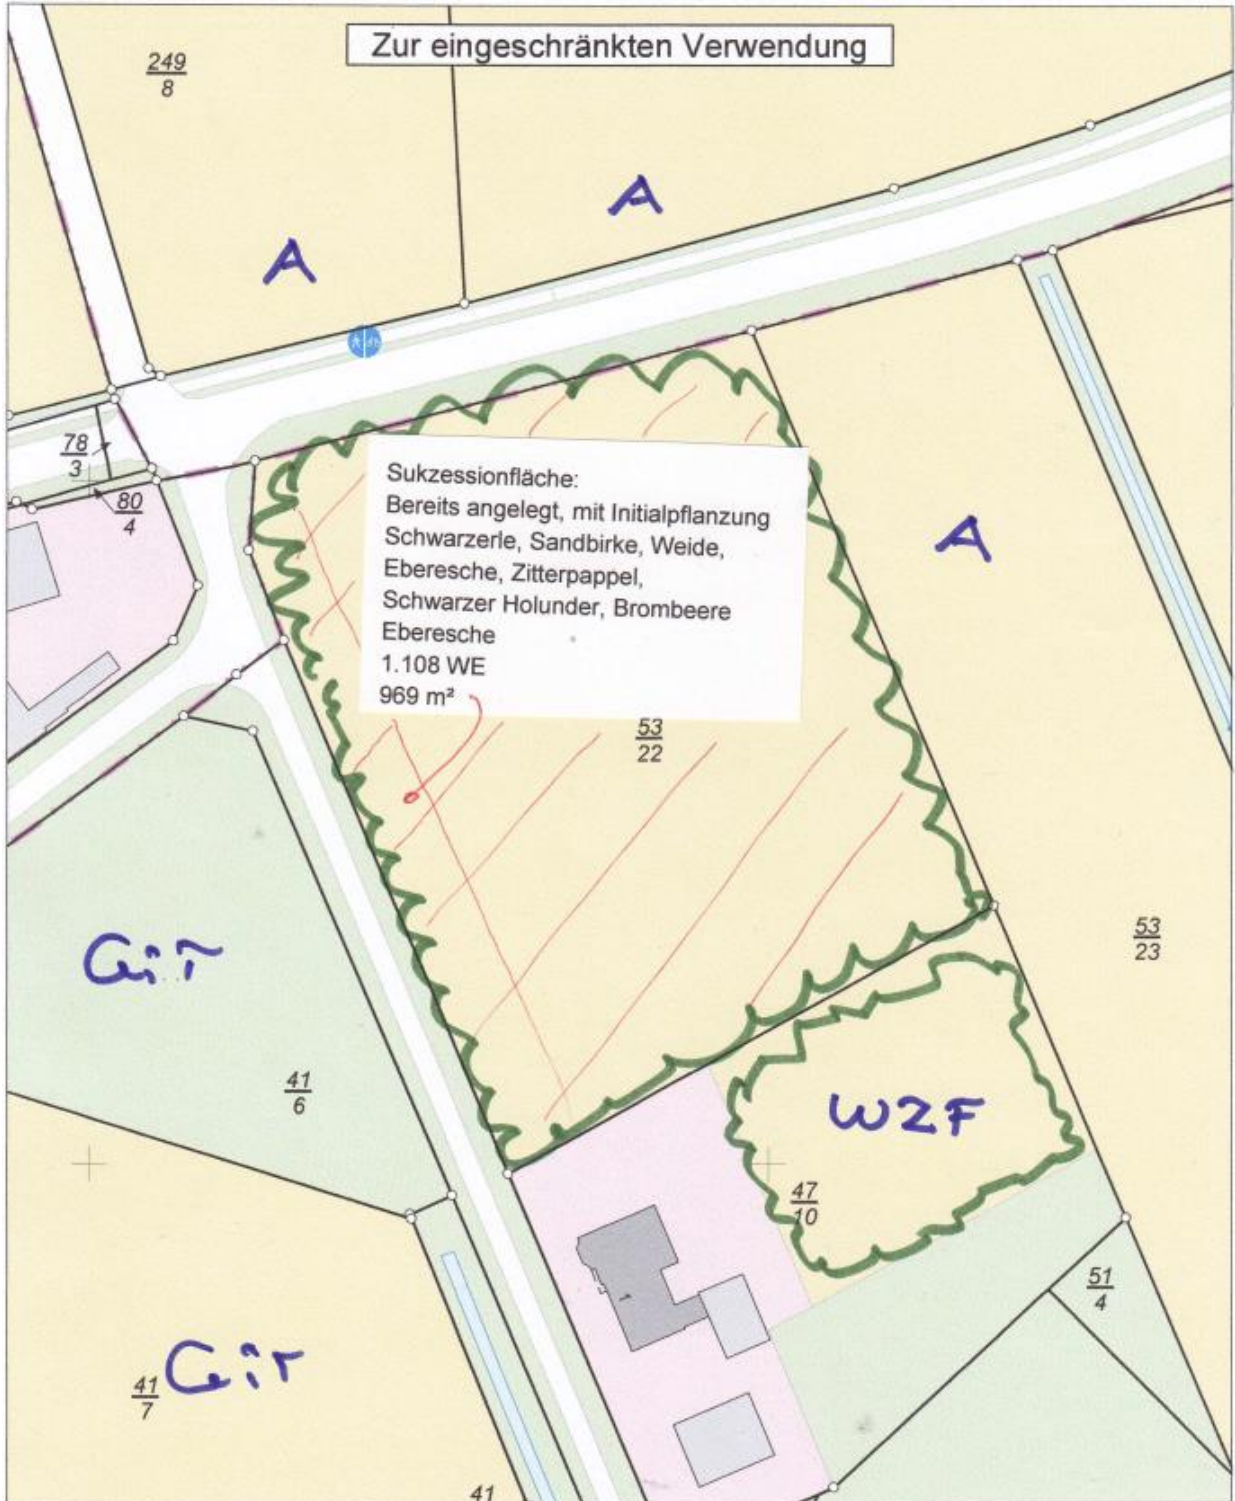 Zur eingeschränkten Verwendung
249
8
A
A
78
3
80
4
Sukzessionfläche:
Bereits angelegt, mit Initialpflanzung
Schwarzerle, Sandbirke, Weide,
Eberesche, Zitterpappel,
Schwarzer Holunder, Brombeere
Eberesche
1.108 WE
969 m²
A
53
22
53
23
41
6
WZF
47
10
51
4
41
7
41